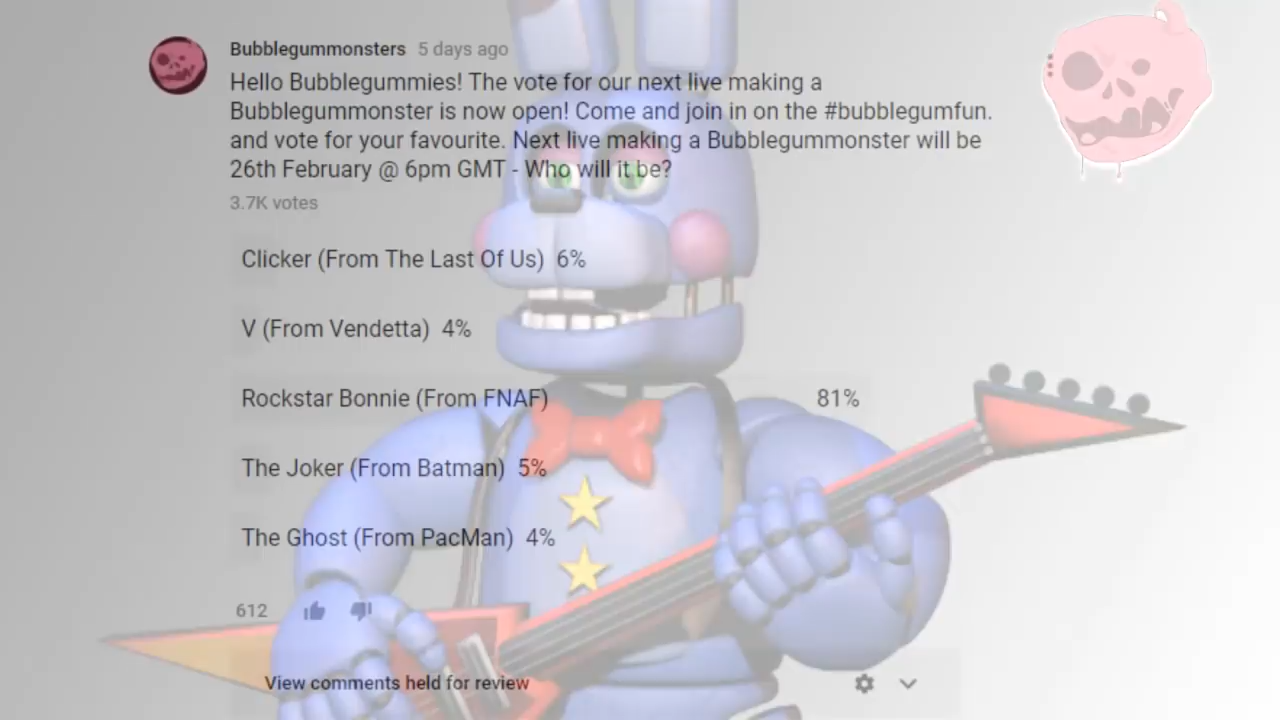 Bubblegummonsters 5 days ago
Hello Bubblegummies! The vote for our next live making a
Bubblegummonster is now open! Come and join in on the #bubblegumfun.
and vote for your favourite. Next live making a Bubblegummonster will be
26th February @ 6pm GMT - Who will it be?
3.7K votes
Clicker (From The Last Of Us) 6%
V (From Vendetta) 4%
Rockstar Bonnie (From FNAF) 81%
The Joker (From Batman) 5%
The Ghost (From PacMan) 4%
612
View comments held for review